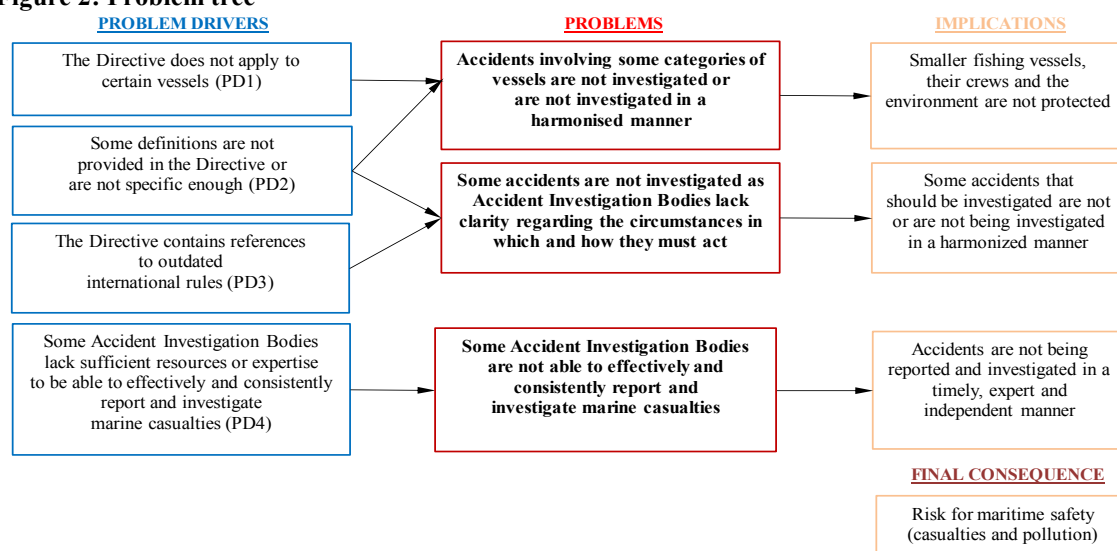 Figure 2: Problem tree
PROBLEM DRIVERS
PROBLEMS
IMPLICATIONS
The Directive does not apply to
certain vessels (PD1)
Accidents involving some categories of
vessels are not investigated or
are not investigated in a
harmonised manner
Smaller fishing vessels,
their crews and the
environment are not protected
Some definitions are not
provided in the Directive or
are not specific enough (PD2)
Some accidents are not investigated as
Accident Investigation Bodies lack
clarity regarding the circumstances in
which and how they must act
Some accidents that
should be investigated are not
or are not being investigated
in a harmonized manner
The Directive contains references
to outdated
international rules (PD3)
Some Accident Investigation Bodies
lack sufficient resources or expertise
to be able to effectively and consistently
report and investigate
marine casualties (PD4)
Some Accident Investigation Bodies
are not able to effectively and
consistently report and
investigate marine casualties
Accidents are not being
reported and investigated in a
timely, expert and
independent manner
FINAL CONSEQUENCE
Risk for maritime safety
(casualties and pollution)